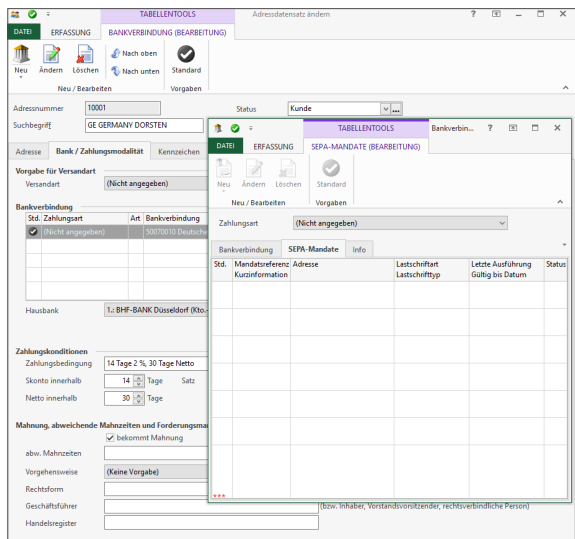 TABELLENTOOLS Adressdatensatz ändern ?
DATEI ERFASSUNG BANKVERBINDUNG (BEARBEITUNG)
Neu Ändern Löschen Nach oben Nach unten Standard
Neu / Bearbeiten Vorgaben
Adressnummer 10001 Status Kunde ...
Suchbegriff GE GERMANY DORSTEN
Adresse Bank / Zahlungsmodalität Kennzeichen
Vorgabe für Versandart
Versandart (Nicht angegeben)
Bankverbindung
Std. Zahlungsart Art Bankverbindung
(Nicht angegeben) 50070010 Deutsche
Hausbank 1.: BHF-BANK Düsseldorf (Kto.-
Zahlungskonditionen
Zahlungsbedingung 14 Tage 2 %, 30 Tage Netto
Skonto innerhalb 14 Tage Satz
Netto innerhalb 30 Tage
Mahnung, abweichende Mahnzeiten und Forderungsma
bekommt Mahnung
abw. Mahnzeiten
Vorgehensweise (Keine Vorgabe)
Rechtsform
Geschäftsführer (bzw. Inhaber, Vorstandsvorsitzender, rechtsverbindliche Person)
Handelsregister
TABELLENTOOLS Bankverbin... ?
DATEI ERFASSUNG SEPA-MANDATE (BEARBEITUNG)
Neu Ändern Löschen Standard
Neu / Bearbeiten Vorgaben
Zahlungsart (Nicht angegeben)
Bankverbindung SEPA-Mandate Info
Std. Mandatsreferenz Adresse Lastschriftart Letzte Ausführung Status
Kurzinformation Lastschrifttyp Gültig bis Datum
***